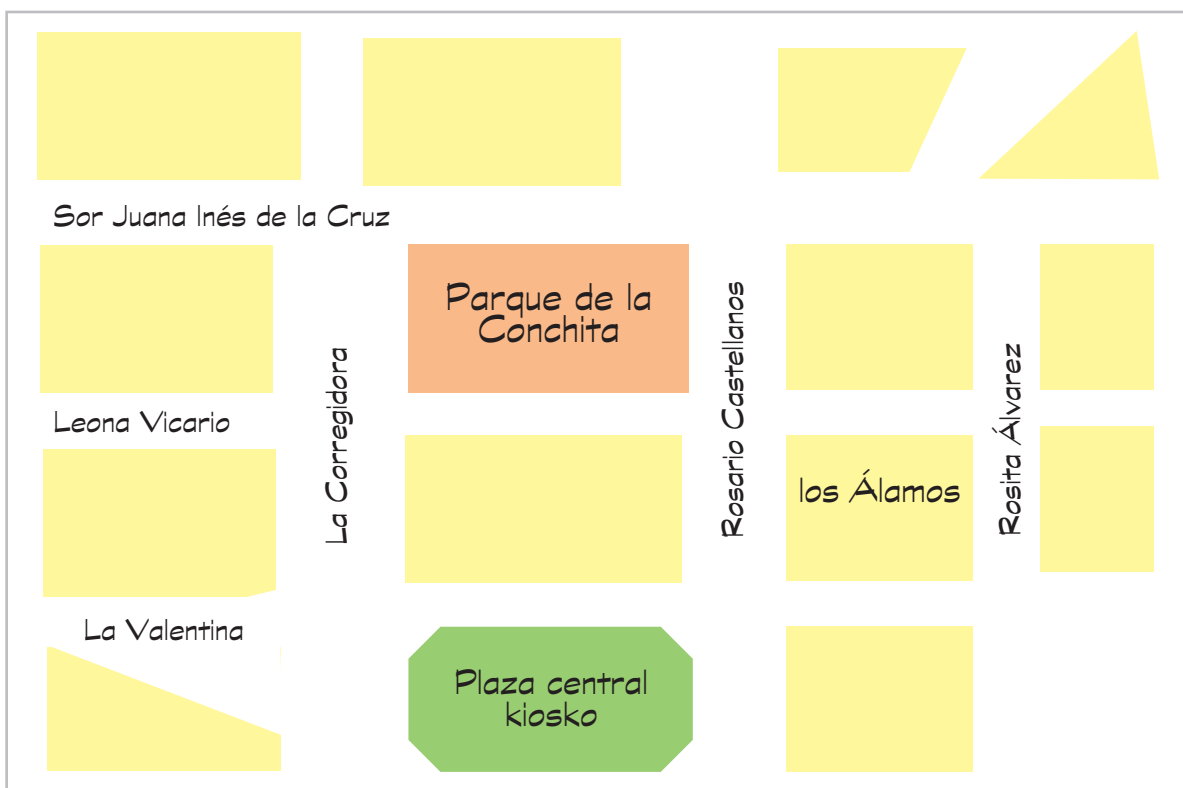 Sor Juana Inés de la Cruz
Parque de la
Conchita
Rosario Castellanos
La Corregidora
Rosita Álvarez
Leona Vicario
los Álamos
La Valentina
Plaza central
kiosko